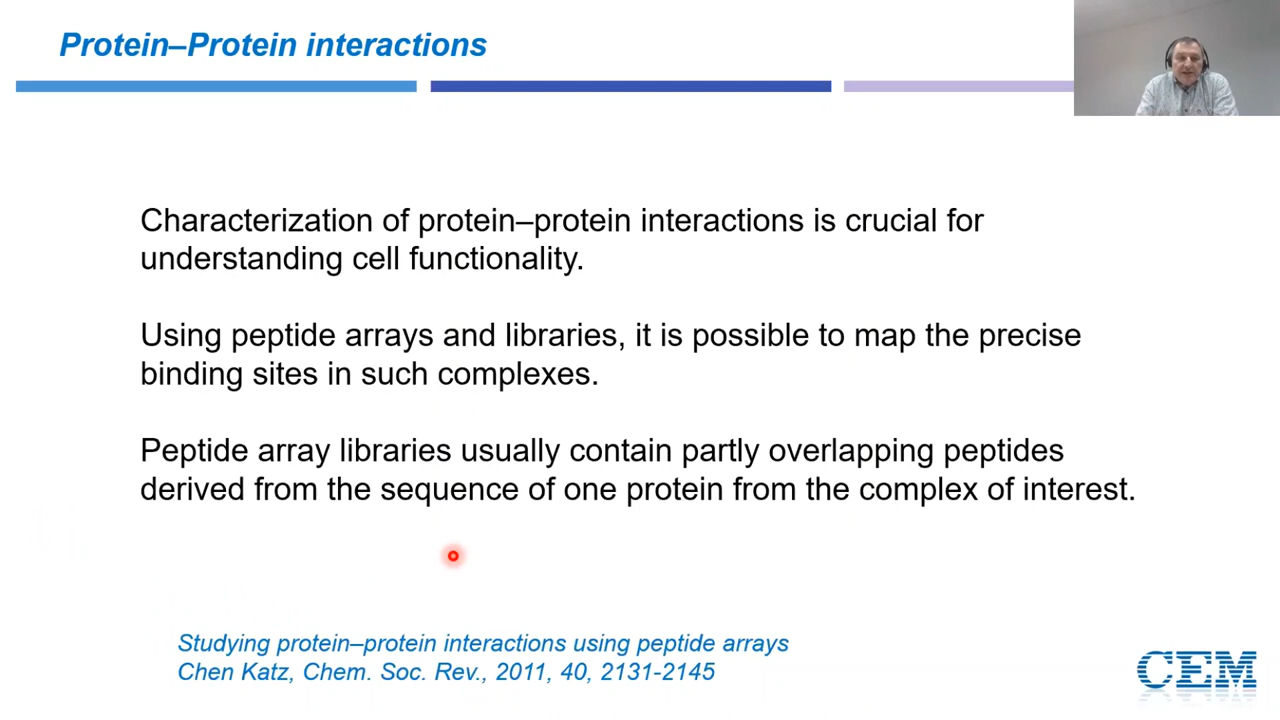 Protein–Protein interactions
Characterization of protein–protein interactions is crucial for
understanding cell functionality.
Using peptide arrays and libraries, it is possible to map the precise
binding sites in such complexes.
Peptide array libraries usually contain partly overlapping peptides
derived from the sequence of one protein from the complex of interest.
Studying protein–protein interactions using peptide arrays
Chen Katz, Chem. Soc. Rev., 2011, 40, 2131-2145
CEM